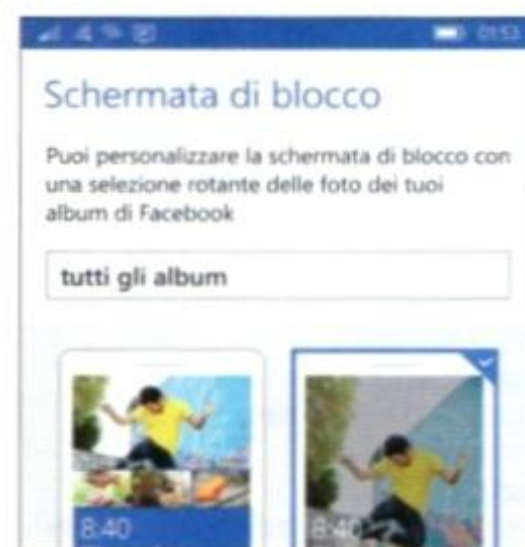 01:53
Schermata di blocco
Puoi personalizzare la schermata di blocco con
una selezione rotante delle foto dei tuoi
album di Facebook
tutti gli album
8:40
8:40